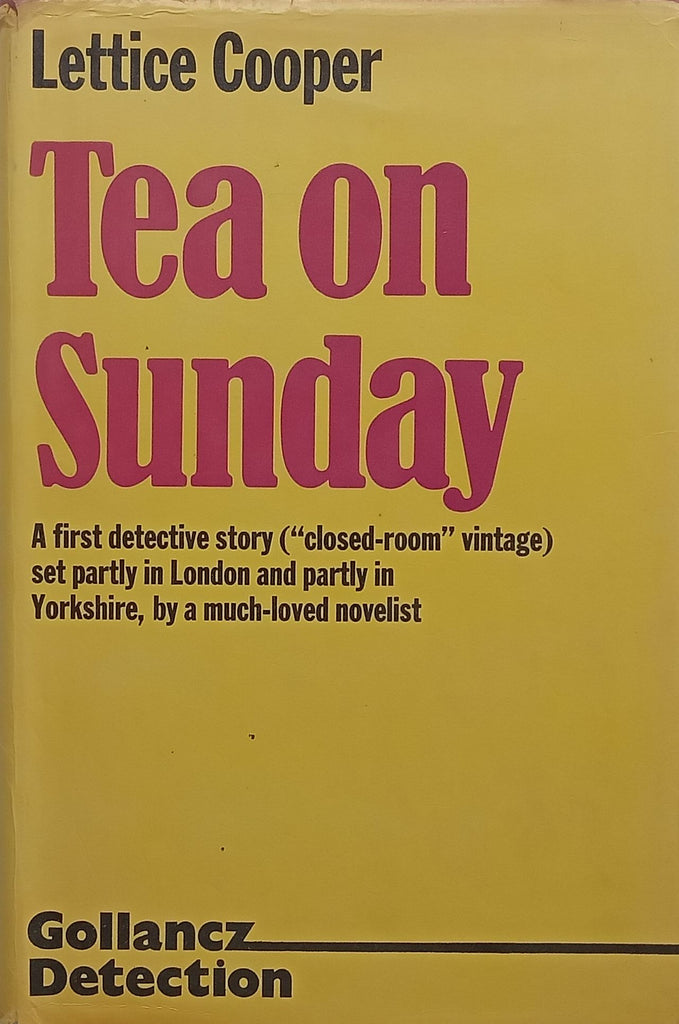 Lettice Cooper
Tea on
Sunday
A first detective story (“closed-room” vintage)
set partly in London and partly in
Yorkshire, by a much-loved novelist
Gollancz
Detection